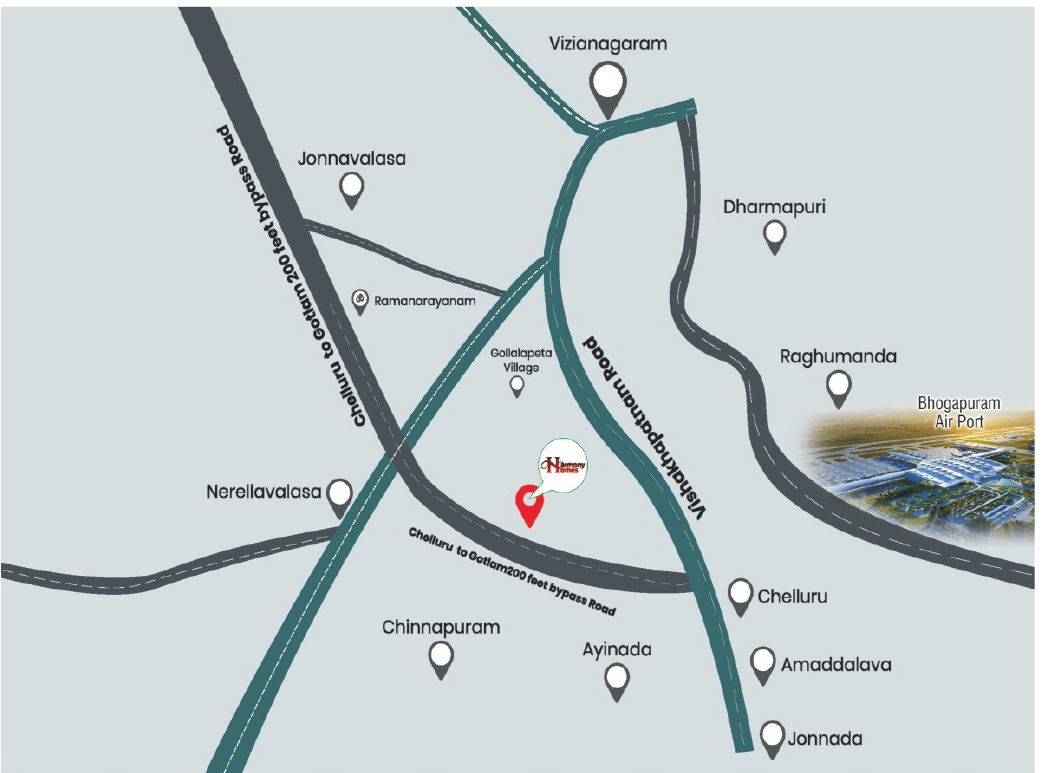 Vizianagaram
Jonnavalasa
Chelluru to Gotlam 200 feet bypass Road
Dharmapuri
Ramanarayanam
Gollalapeta
Village
Vishakhapatnam Road
Raghumanda
Bhogapuram
Air Port
Harmony
Homes
Nerellavalasa
Chelluru to Gotlam200 feet bypass Road
Chelluru
Chinnapuram
Ayinada
Amaddalava
Jonnada